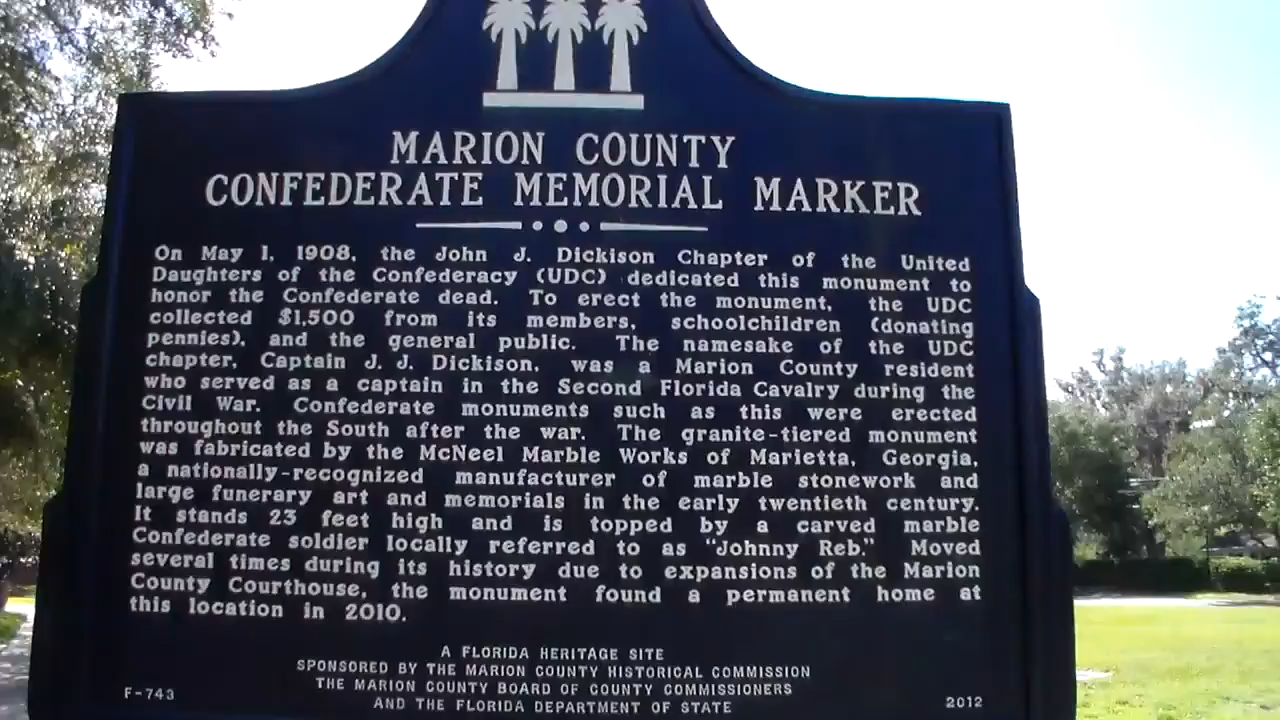 MARION COUNTY
CONFEDERATE MEMORIAL MARKER
On May 1, 1908, the John J. Dickison Chapter of the United
Daughters of the Confederacy (UDC) dedicated this monument to
honor the Confederate dead. To erect the monument, the UDC
collected $1,500 from its members, schoolchildren (donating
pennies), and the general public. The namesake of the UDC
chapter, Captain J. J. Dickison, was a Marion County resident
who served as a captain in the Second Florida Cavalry during the
Civil War. Confederate monuments such as this were erected
throughout the South after the war. The granite-tiered monument
was fabricated by the McNeel Marble Works of Marietta, Georgia,
a nationally-recognized manufacturer of marble stonework and
large funerary art and memorials in the early twentieth century.
It stands 23 feet high and is topped by a carved marble
Confederate soldier locally referred to as "Johnny Reb." Moved
several times during its history due to expansions of the Marion
County Courthouse, the monument found a permanent home at
this location in 2010.
A FLORIDA HERITAGE SITE
SPONSORED BY THE MARION COUNTY HISTORICAL COMMISSION
THE MARION COUNTY BOARD OF COUNTY COMMISSIONERS
AND THE FLORIDA DEPARTMENT OF STATE
F-743
2012